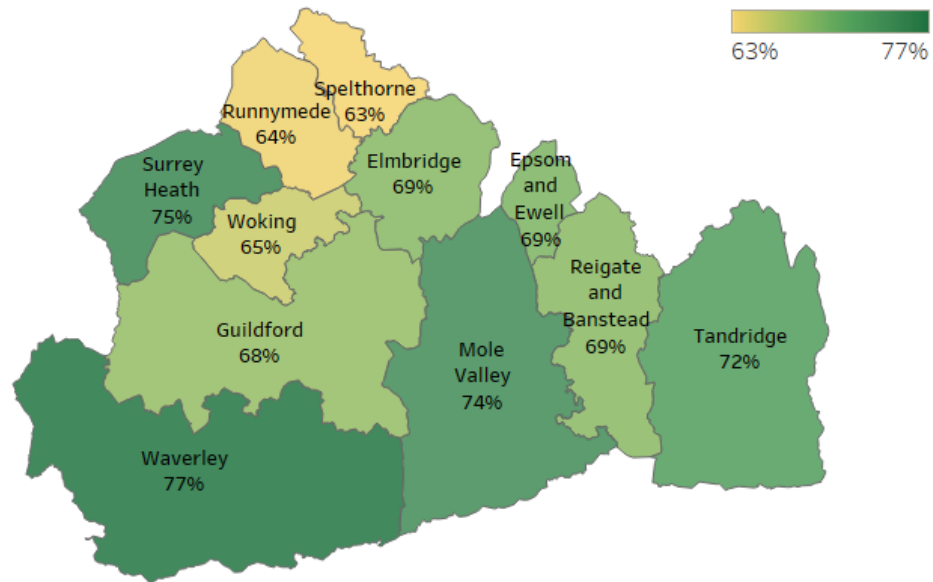 63%
77%
Spelthorne
63%
Runnymede
64%
Surrey
Heath
75%
Elmbridge
69%
Epsom
and
Ewell
69%
Woking
65%
Reigate
and
Banstead
69%
Guildford
68%
Mole
Valley
74%
Tandridge
72%
Waverley
77%